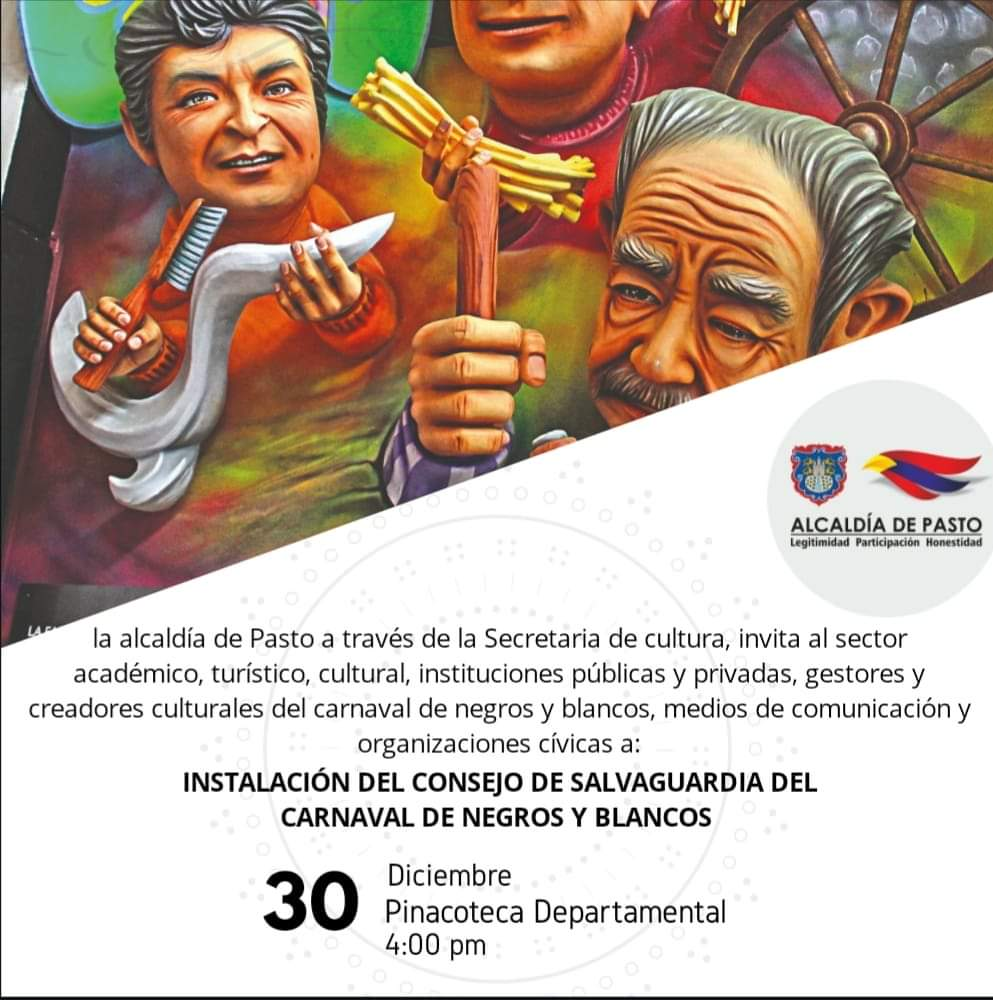 ALCALDÍA DE PASTO
Legitimidad Participación Honestidad
la alcaldía de Pasto a través de la Secretaria de cultura, invita al sector
académico, turístico, cultural, instituciones públicas y privadas, gestores y
creadores culturales del carnaval de negros y blancos, medios de comunicación y
organizaciones cívicas a:
INSTALACIÓN DEL CONSEJO DE SALVAGUARDIA DEL
CARNAVAL DE NEGROS Y BLANCOS
30
Diciembre
Pinacoteca Departamental
4:00 pm